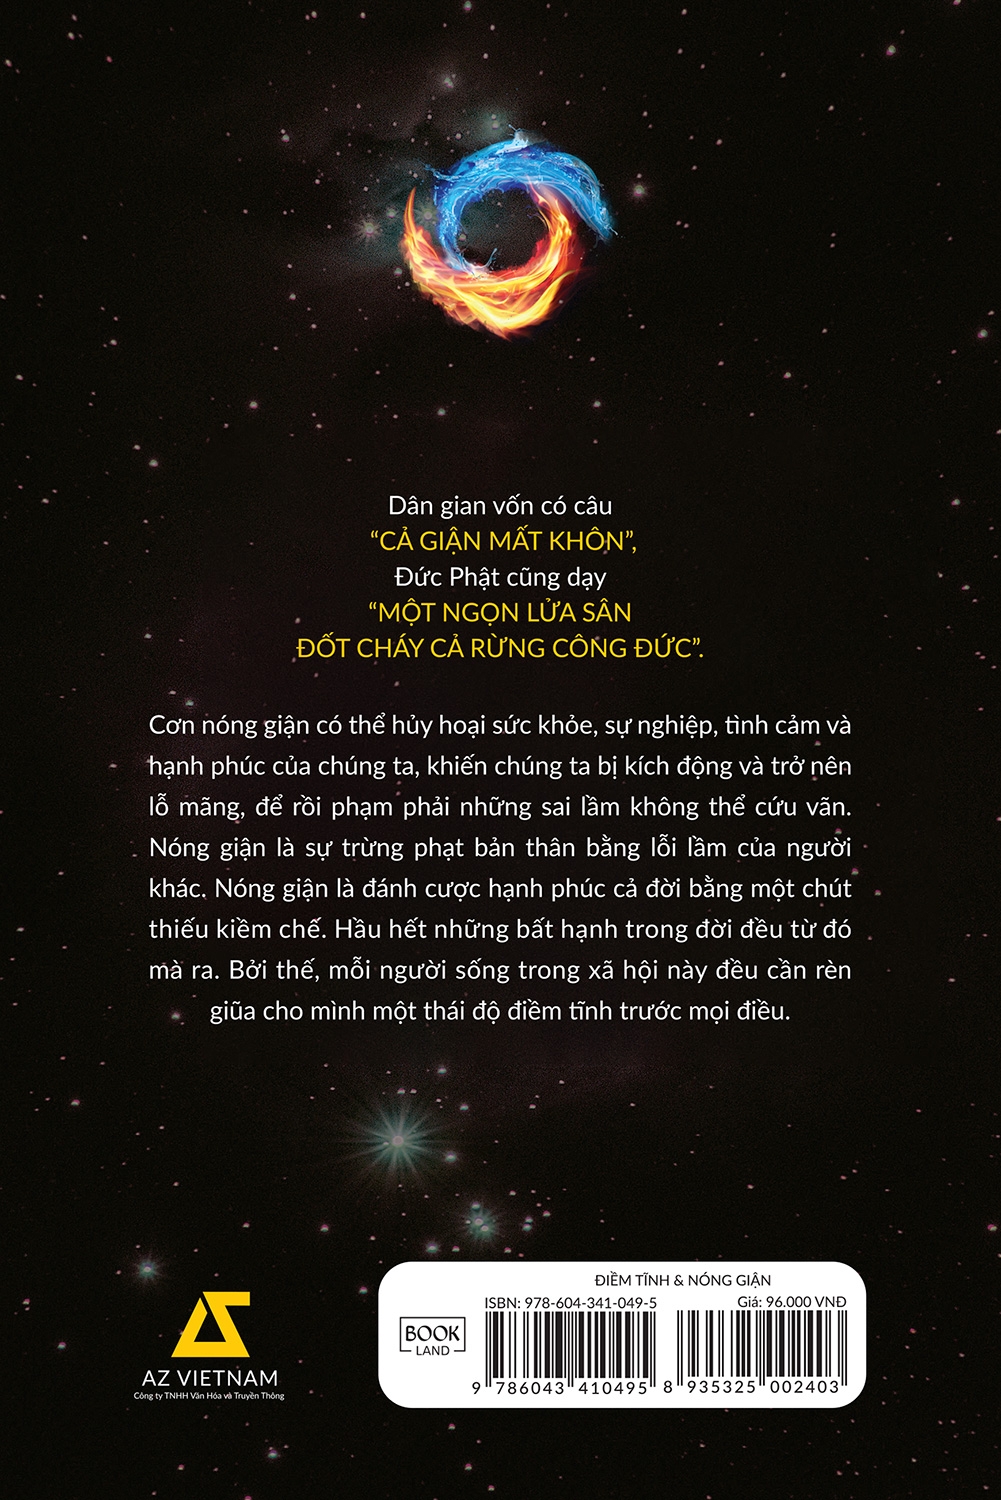 Dân gian vốn có câu
“CẢ GIẬN MẤT KHÔN”,
Đức Phật cũng dạy
“MỘT NGỌN LỬA SÂN
ĐỐT CHÁY CẢ RỪNG CÔNG ĐỨC”.
Cơn nóng giận có thể hủy hoại sức khỏe, sự nghiệp, tình cảm và
hạnh phúc của chúng ta, khiến chúng ta bị kích động và trở nên
lỗ mãng, để rồi phạm phải những sai lầm không thể cứu vãn.
Nóng giận là sự trừng phạt bản thân bằng lỗi lầm của người
khác. Nóng giận là đánh cược hạnh phúc cả đời bằng một chút
thiếu kiềm chế. Hầu hết những bất hạnh trong đời đều từ đó
mà ra. Bởi thế, mỗi người sống trong xã hội này đều cần rèn
giũa cho mình một thái độ điềm tĩnh trước mọi điều.
AZ VIETNAM
Công ty TNHH Văn Hóa và Truyền Thông
BOOK
LAND
ĐIỀM TĨNH & NÓNG GIẬN
ISBN: 978-604-341-049-5
Giá: 96.000 VNĐ
9 786043 410495
8 935325 002403